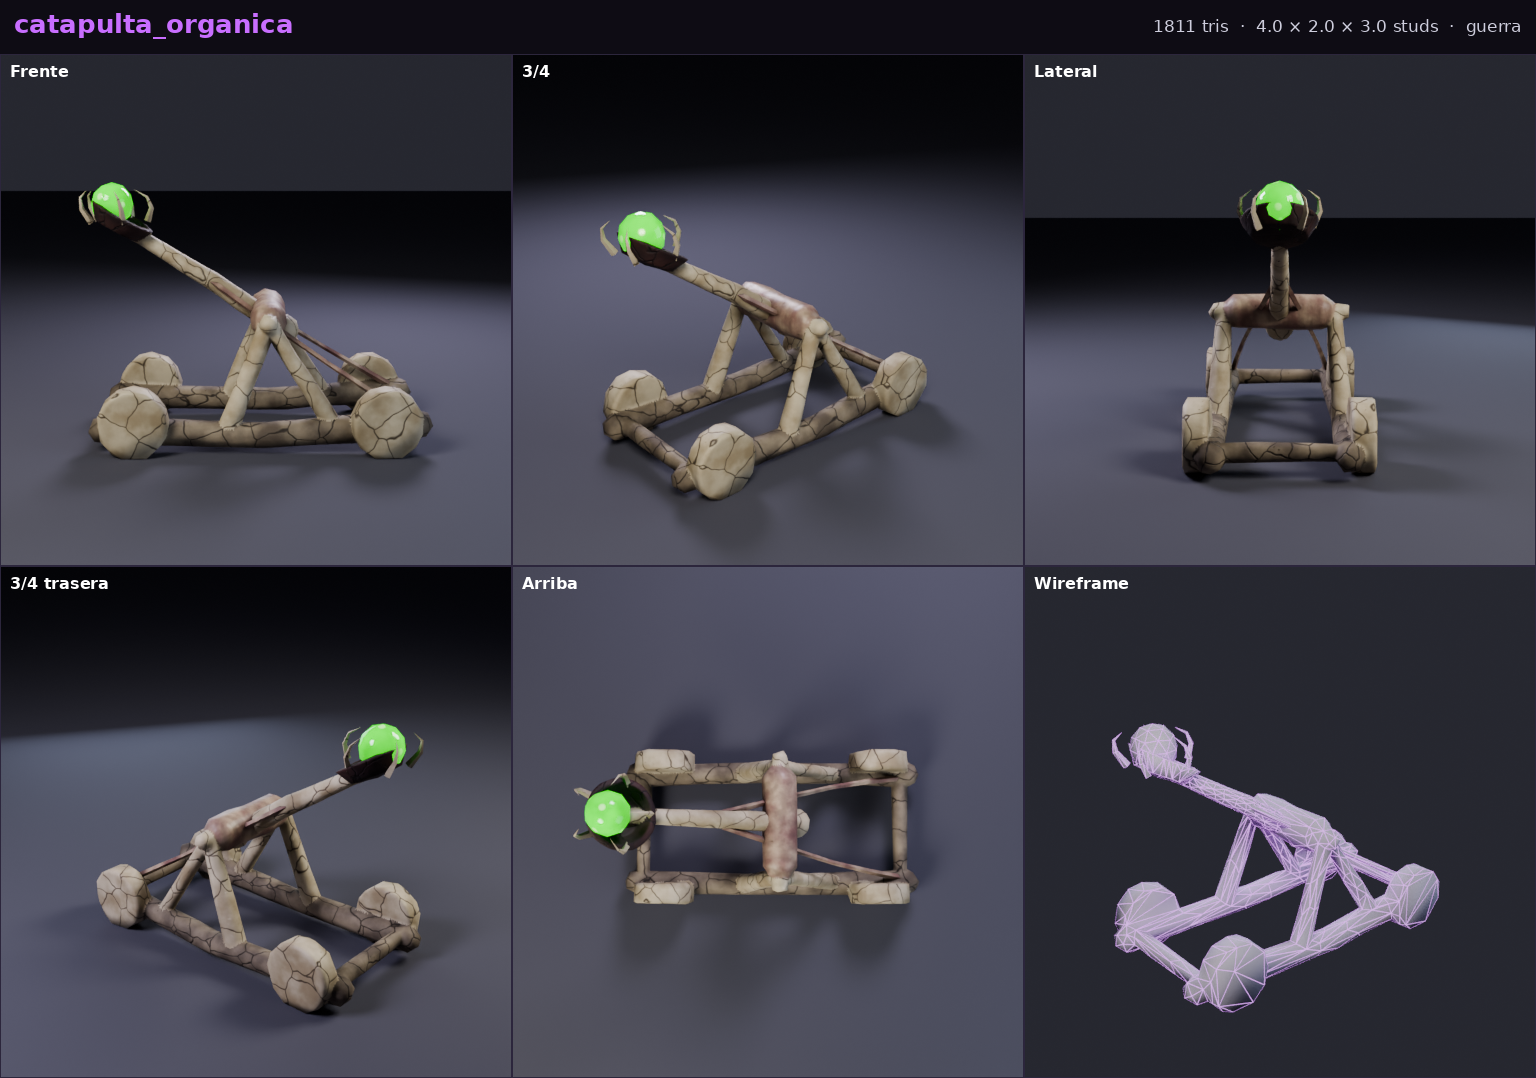 catapulta_organica
1811 tris · 4.0 × 2.0 × 3.0 studs · guerra
Frente
3/4
Lateral
3/4 trasera
Arriba
Wireframe